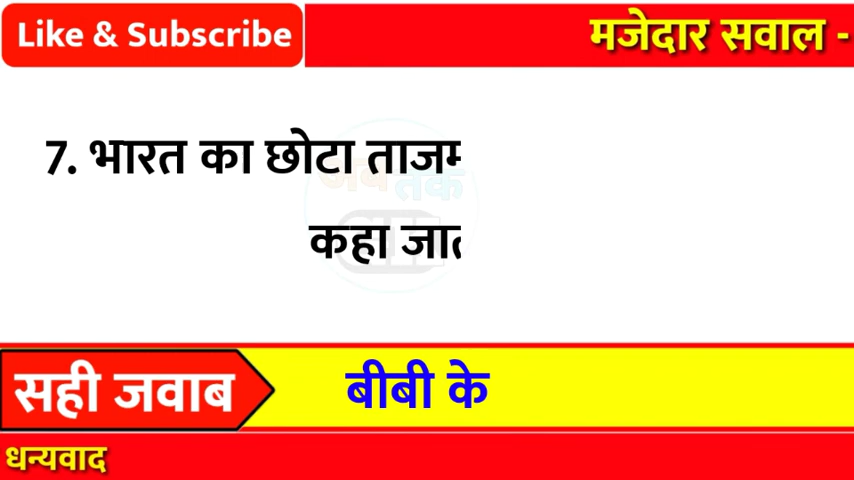 Like & Subscribe
मजेदार सवाल -
7. भारत का छोटा
कहा
सही जवाब
बीबी के
धन्यवाद